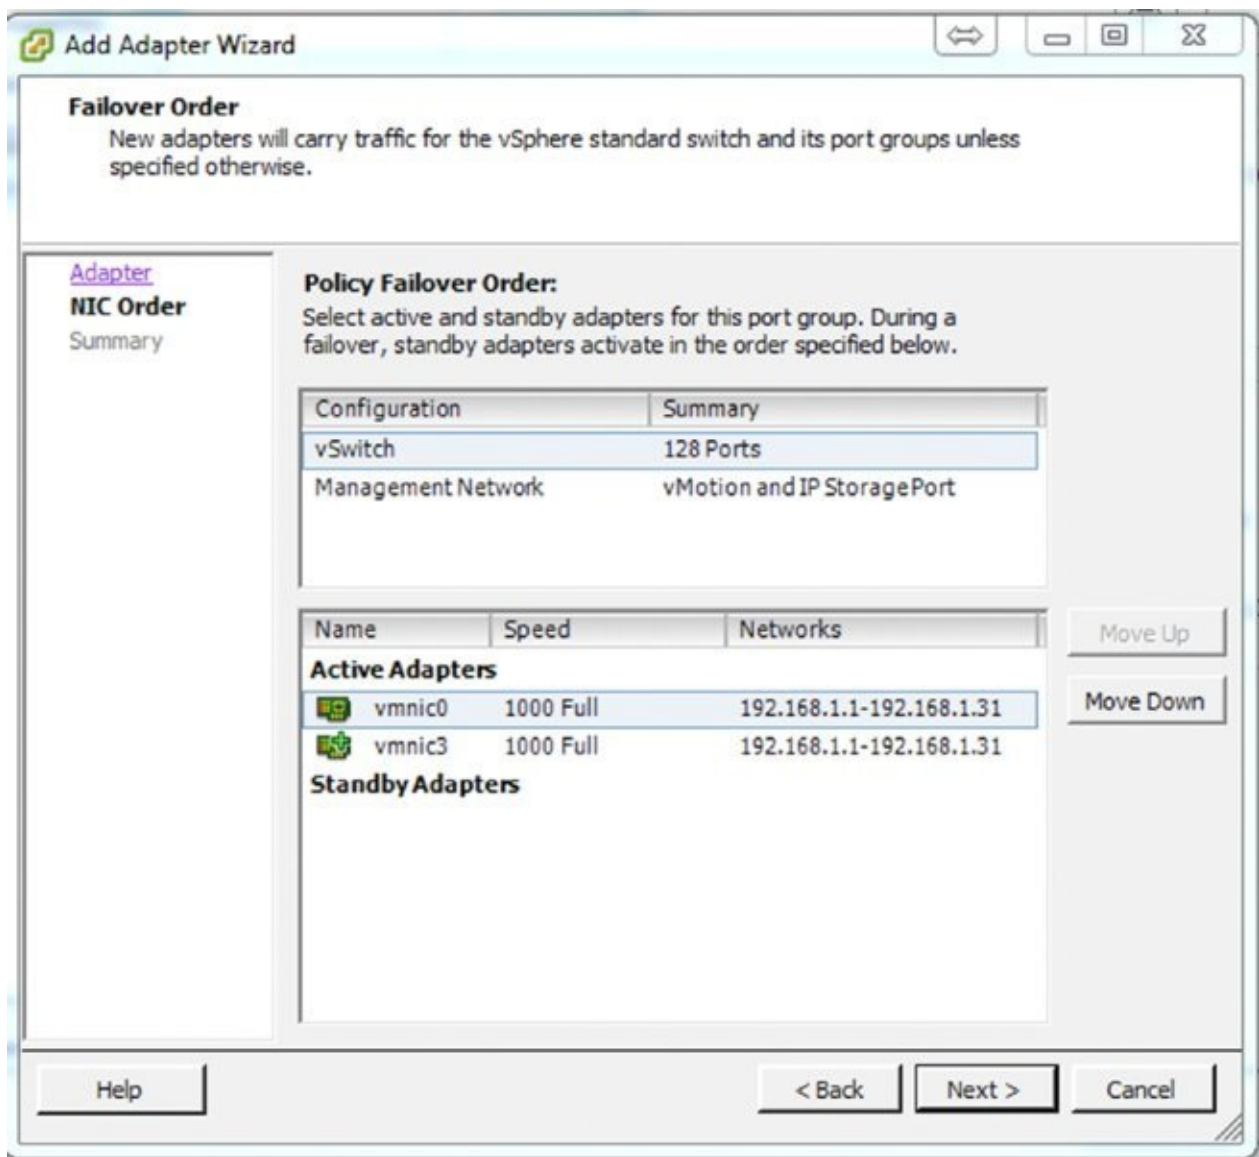 Add Adapter Wizard
Failover Order
New adapters will carry traffic for the vSphere standard switch and its port groups unless
specified otherwise.
Adapter
NIC Order
Summary
Policy Failover Order:
Select active and standby adapters for this port group. During a
failover, standby adapters activate in the order specified below.
Configuration Summary
vSwitch 128 Ports
Management Network vMotion and IP Storage Port
Name Speed Networks
Active Adapters
vmnic0 1000 Full 192.168.1.1-192.168.1.31
vmnic3 1000 Full 192.168.1.1-192.168.1.31
Standby Adapters
Move Up
Move Down
Help < Back Next > Cancel